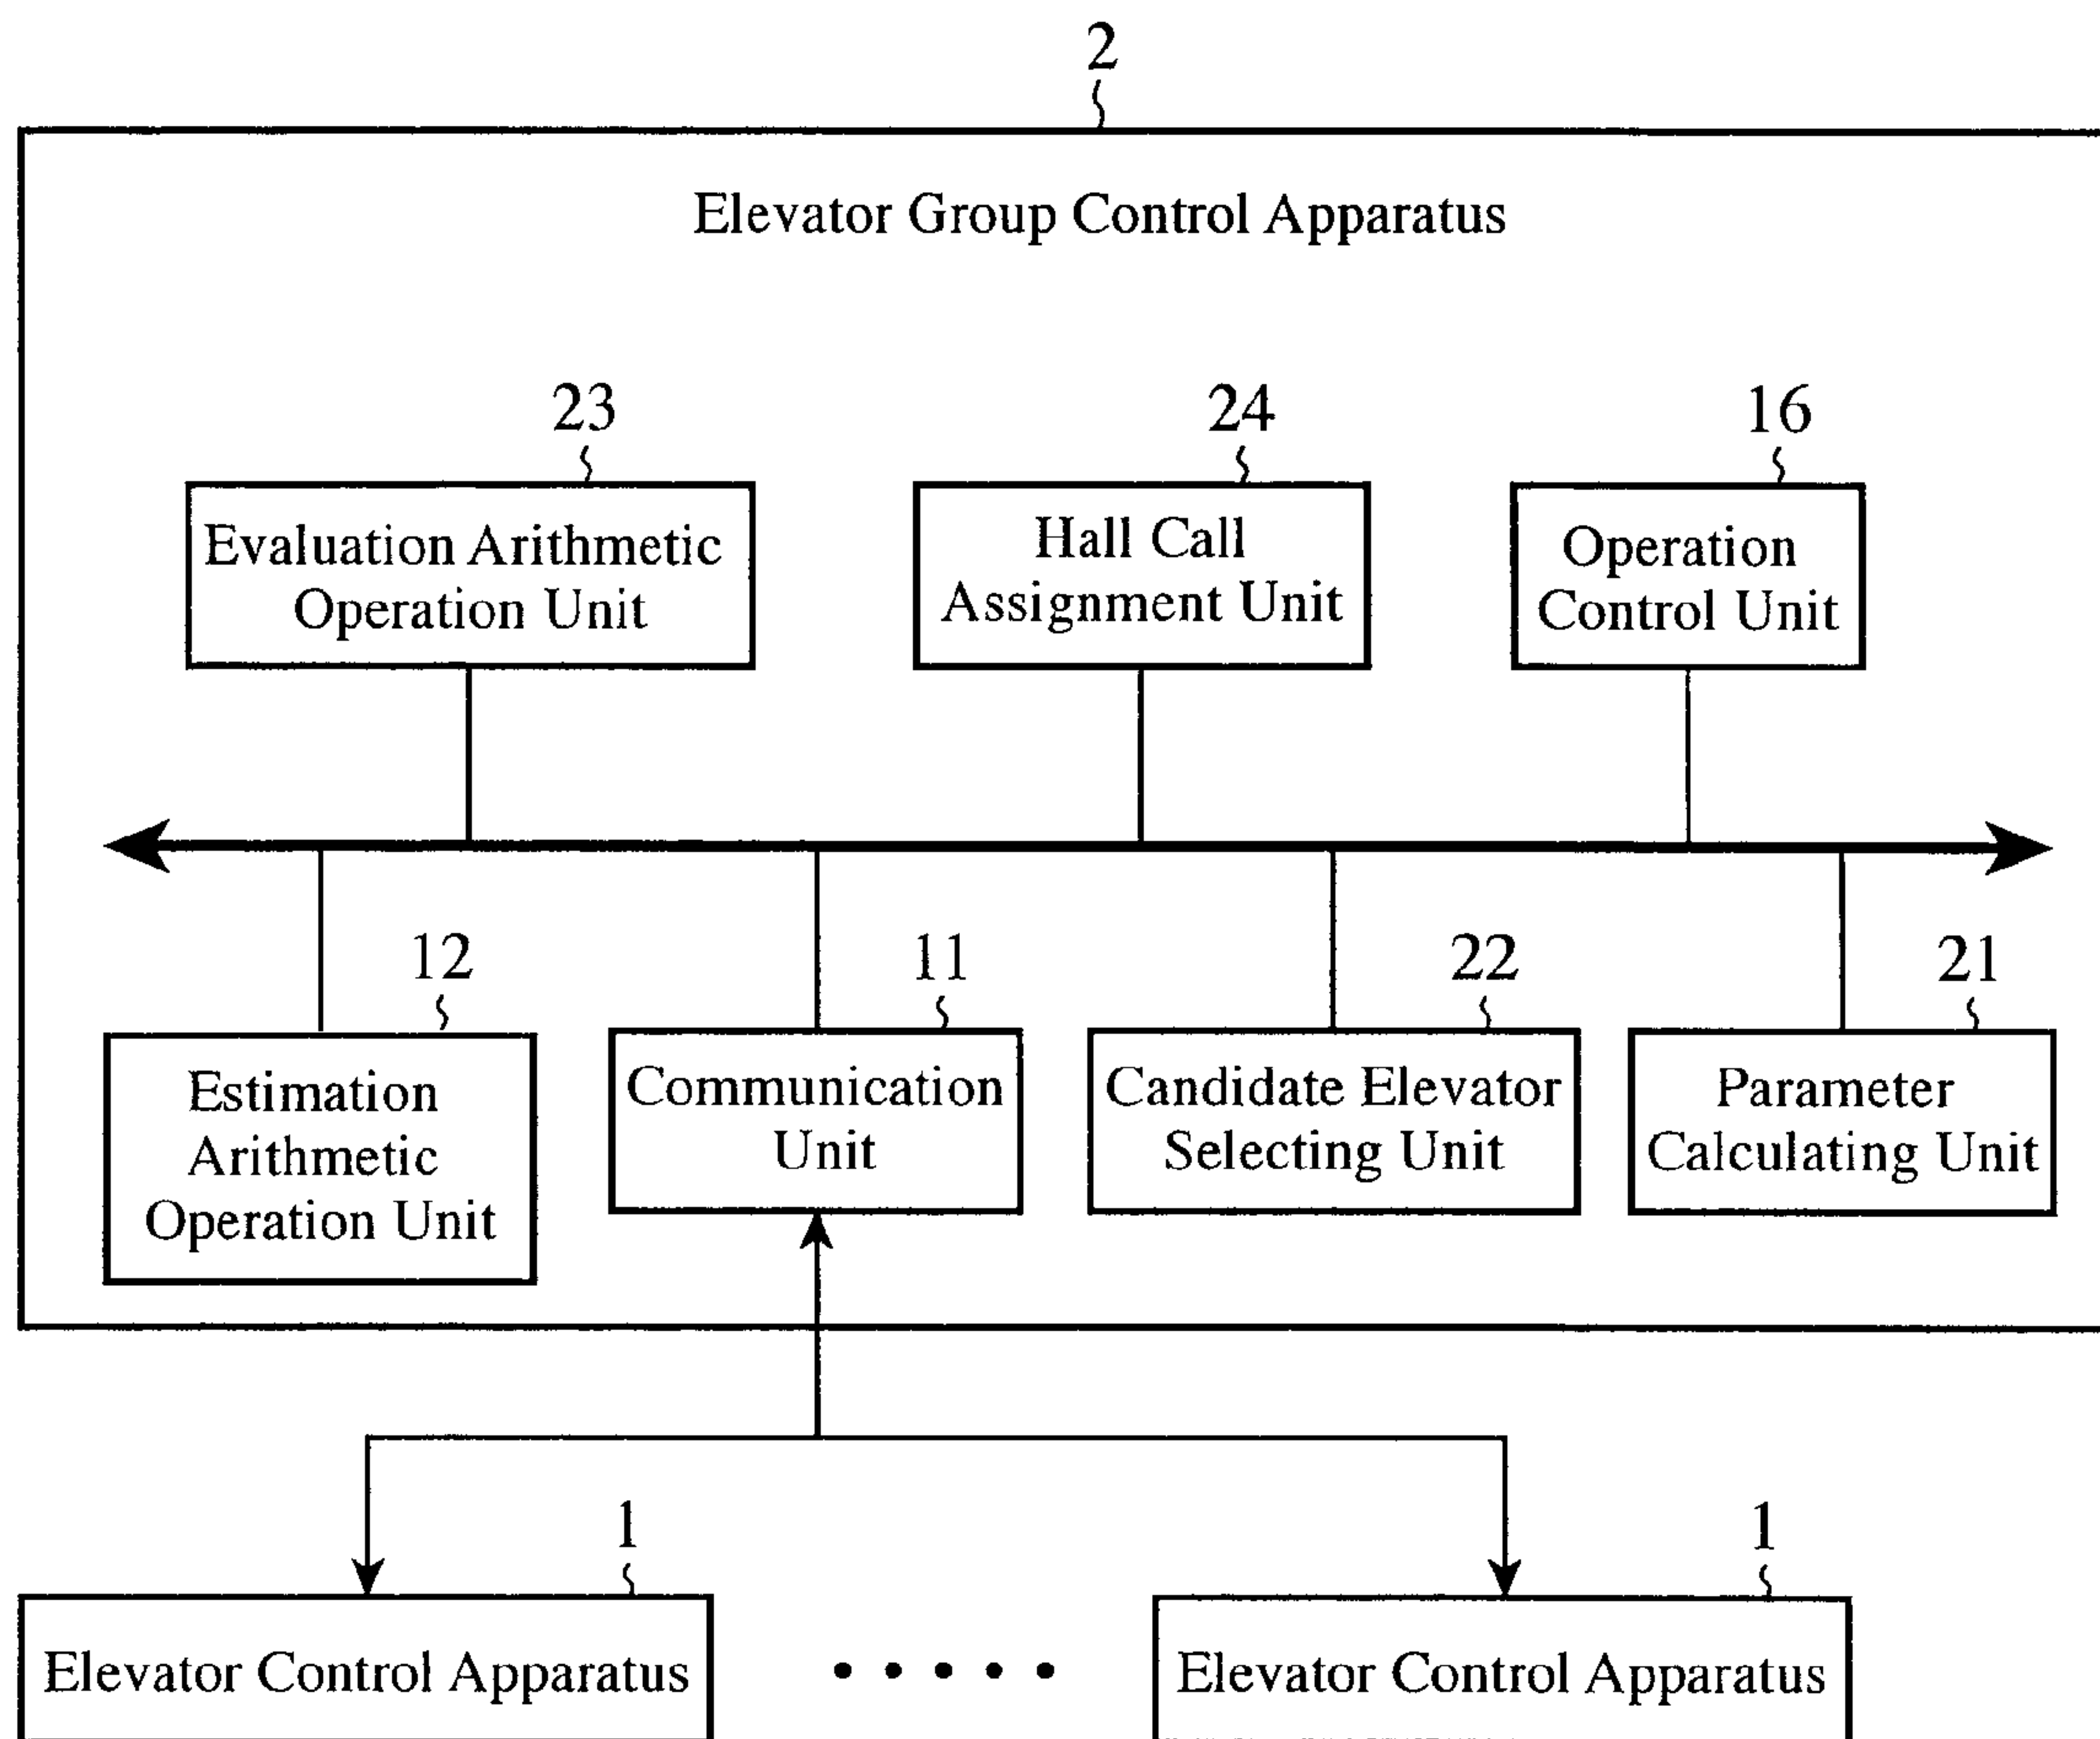 2
Elevator Group Control Apparatus
23
24
16
Evaluation Arithmetic
Operation Unit
Hall Call
Assignment Unit
Operation
Control Unit
12
11
22
21
Estimation
Arithmetic
Operation Unit
Communication
Unit
Candidate Elevator
Selecting Unit
Parameter
Calculating Unit
1
1
Elevator Control Apparatus
Elevator Control Apparatus